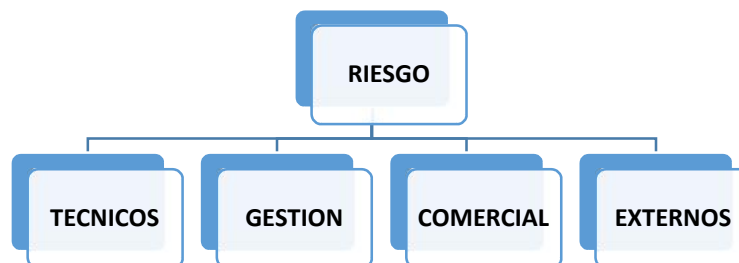 RIESGO
TECNICOS
GESTION
COMERCIAL
EXTERNOS